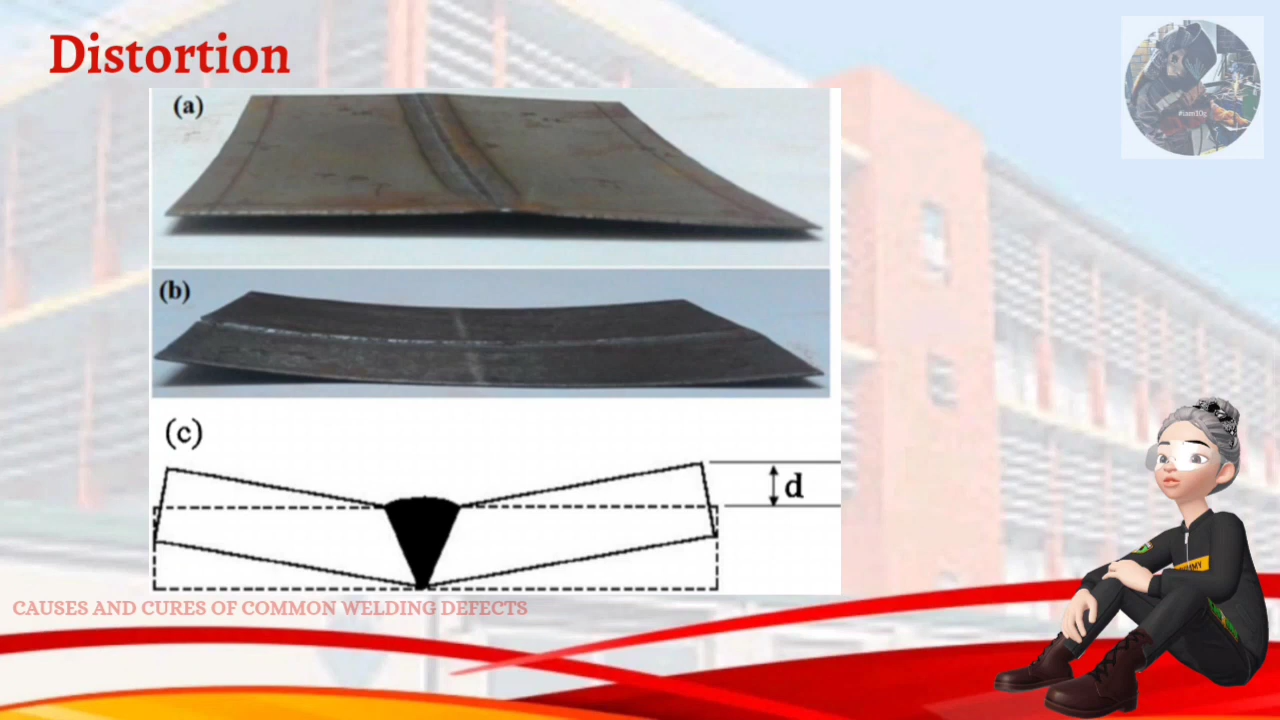 Distortion
(a)
(b)
(c)
d
CAUSES AND CURES OF COMMON WELDING DEFECTS